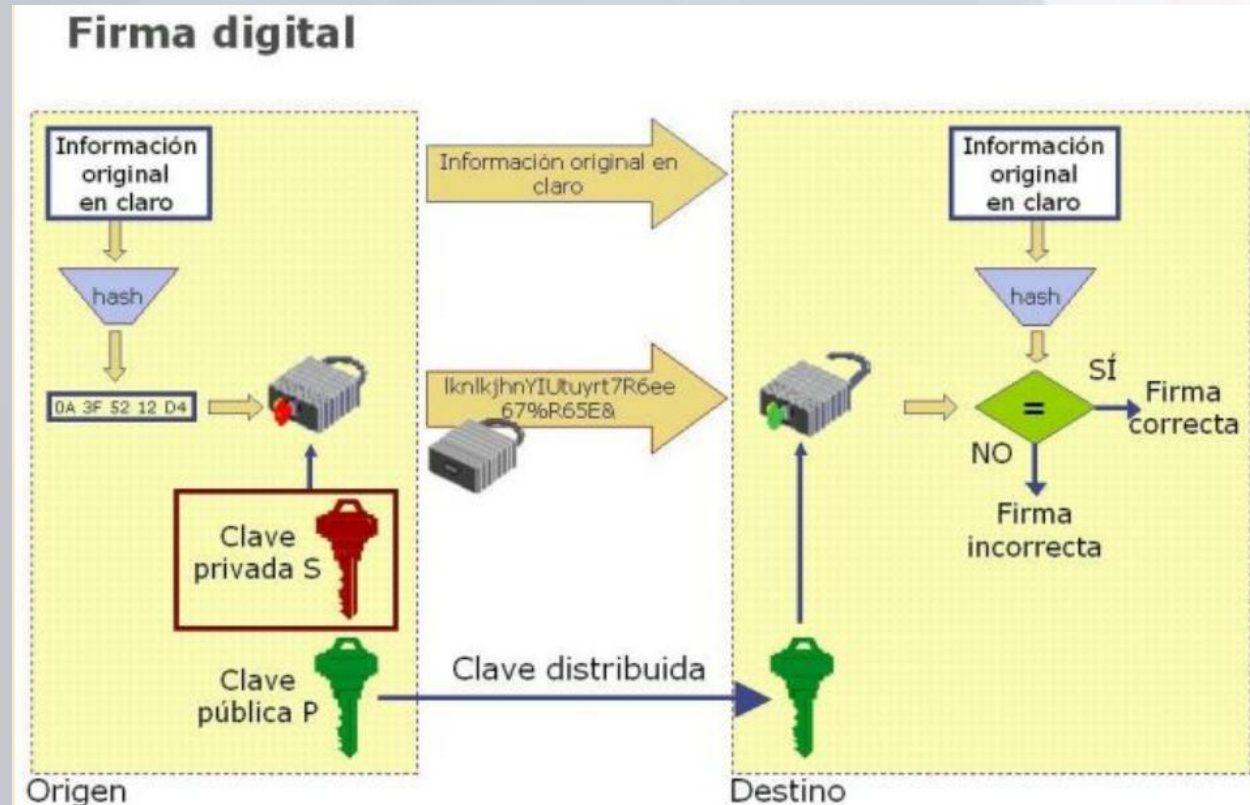 Firma digital
Información
original
en claro
hash
0A 3F 52 12 D4
Clave
privada S
Clave
pública P
Origen
Información original en
claro
lknlkjhnYIUtuyrt7R6ee
67%R65E&
Clave distribuida
Información
original
en claro
hash
=
SÍ
Firma
correcta
NO
Firma
incorrecta
Destino